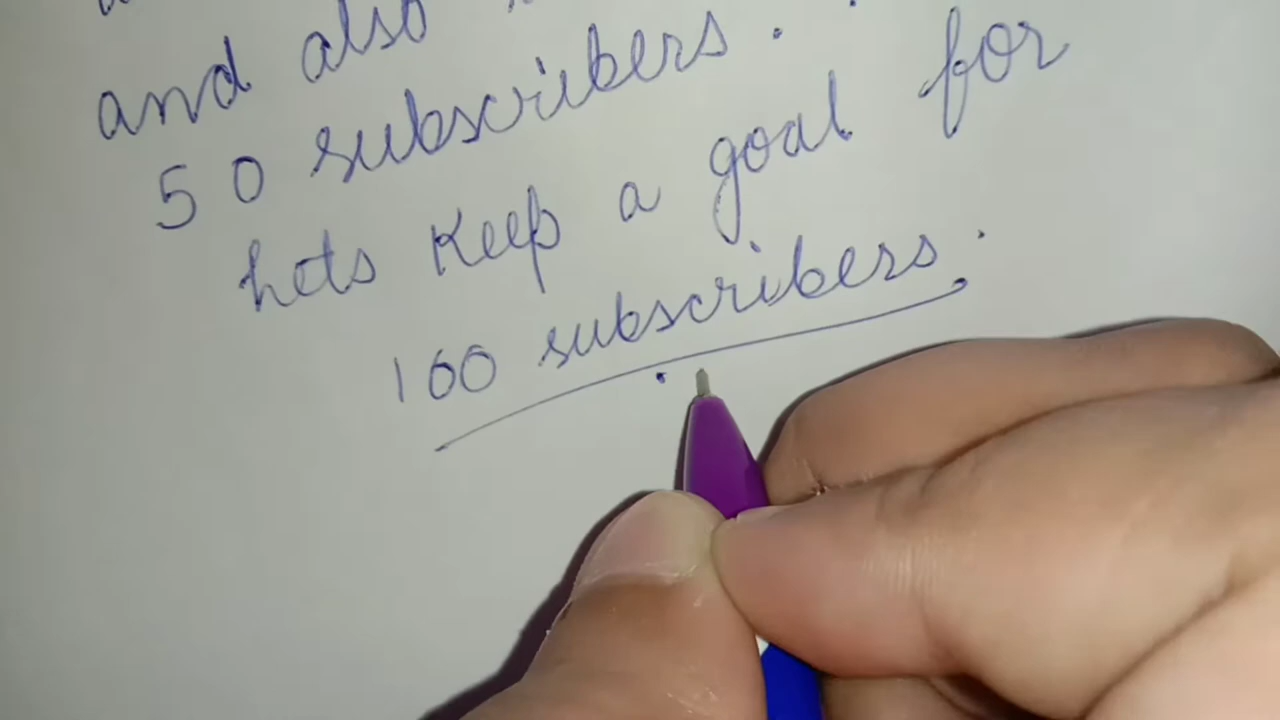 and also
50 subscribers.
Lets Keep a goal for
100 subscribers.